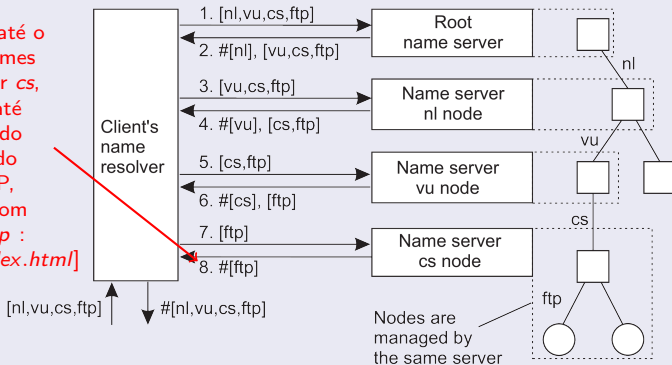 até o
mes
r cs,
até
do
do
P,
om
p :
ex.html]
Client's
name
resolver
1. [nl,vu,cs,ftp]
2. #[nl], [vu,cs,ftp]
3. [vu,cs,ftp]
4. #[vu], [cs,ftp]
5. [cs,ftp]
6. #[cs], [ftp]
7. [ftp]
8. #[ftp]
[nl,vu,cs,ftp]
#[nl,vu,cs,ftp]
Root
name server
Name server
nl node
Name server
vu node
Name server
cs node
nl
vu
cs
ftp
Nodes are
managed by
the same server